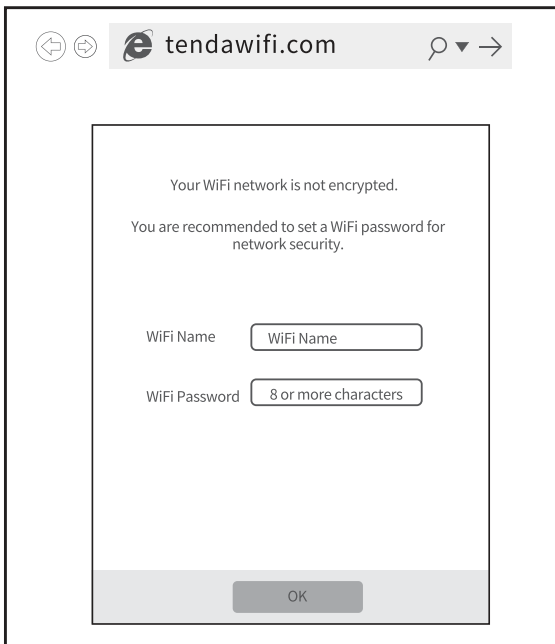 tendawifi.com
Your WiFi network is not encrypted.
You are recommended to set a WiFi password for
network security.
WiFi Name WiFi Name
WiFi Password 8 or more characters
OK